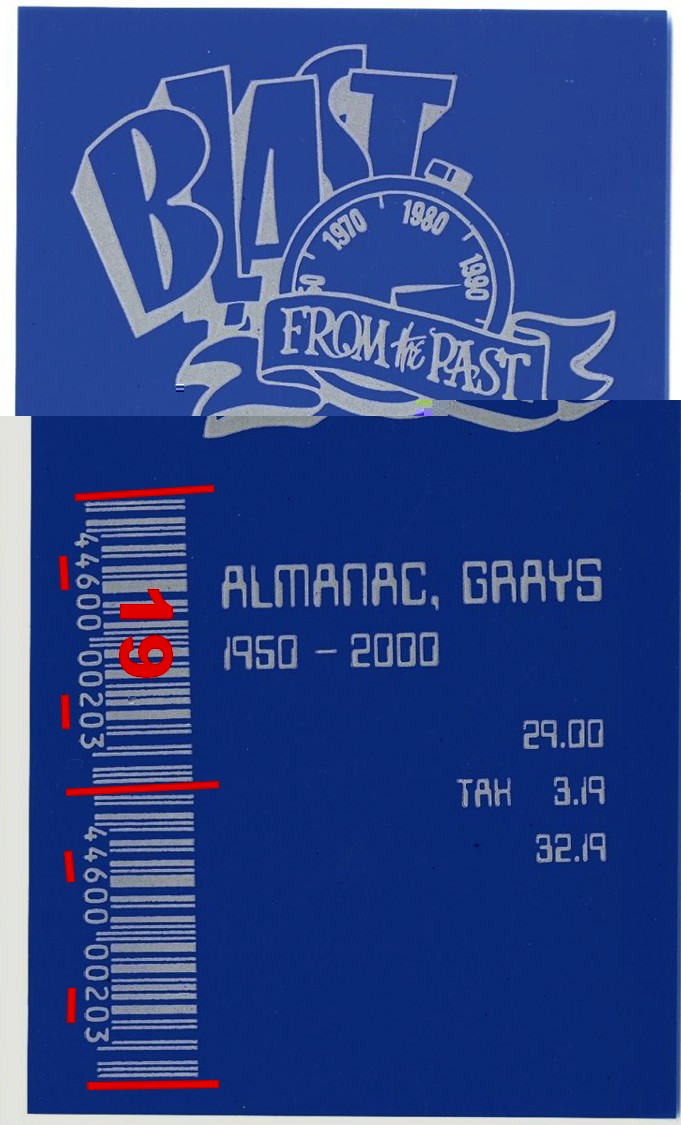 BLAST
1970 1980 1990
FROM the PAST
ALMANAC, GRAYS
1950 - 2000
29.00
TAX 3.19
32.19
44600 00203
19
44600 00203